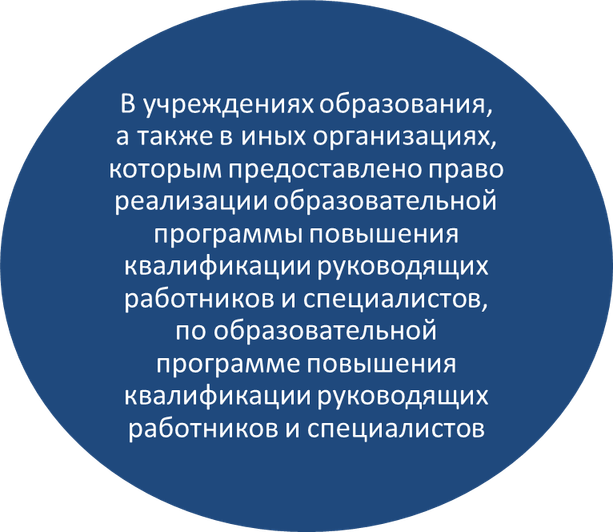 В учреждениях образования,
а также в иных организациях,
которым предоставлено право
реализации образовательной
программы повышения
квалификации руководящих
работников и специалистов,
по образовательной
программе повышения
квалификации руководящих
работников и специалистов